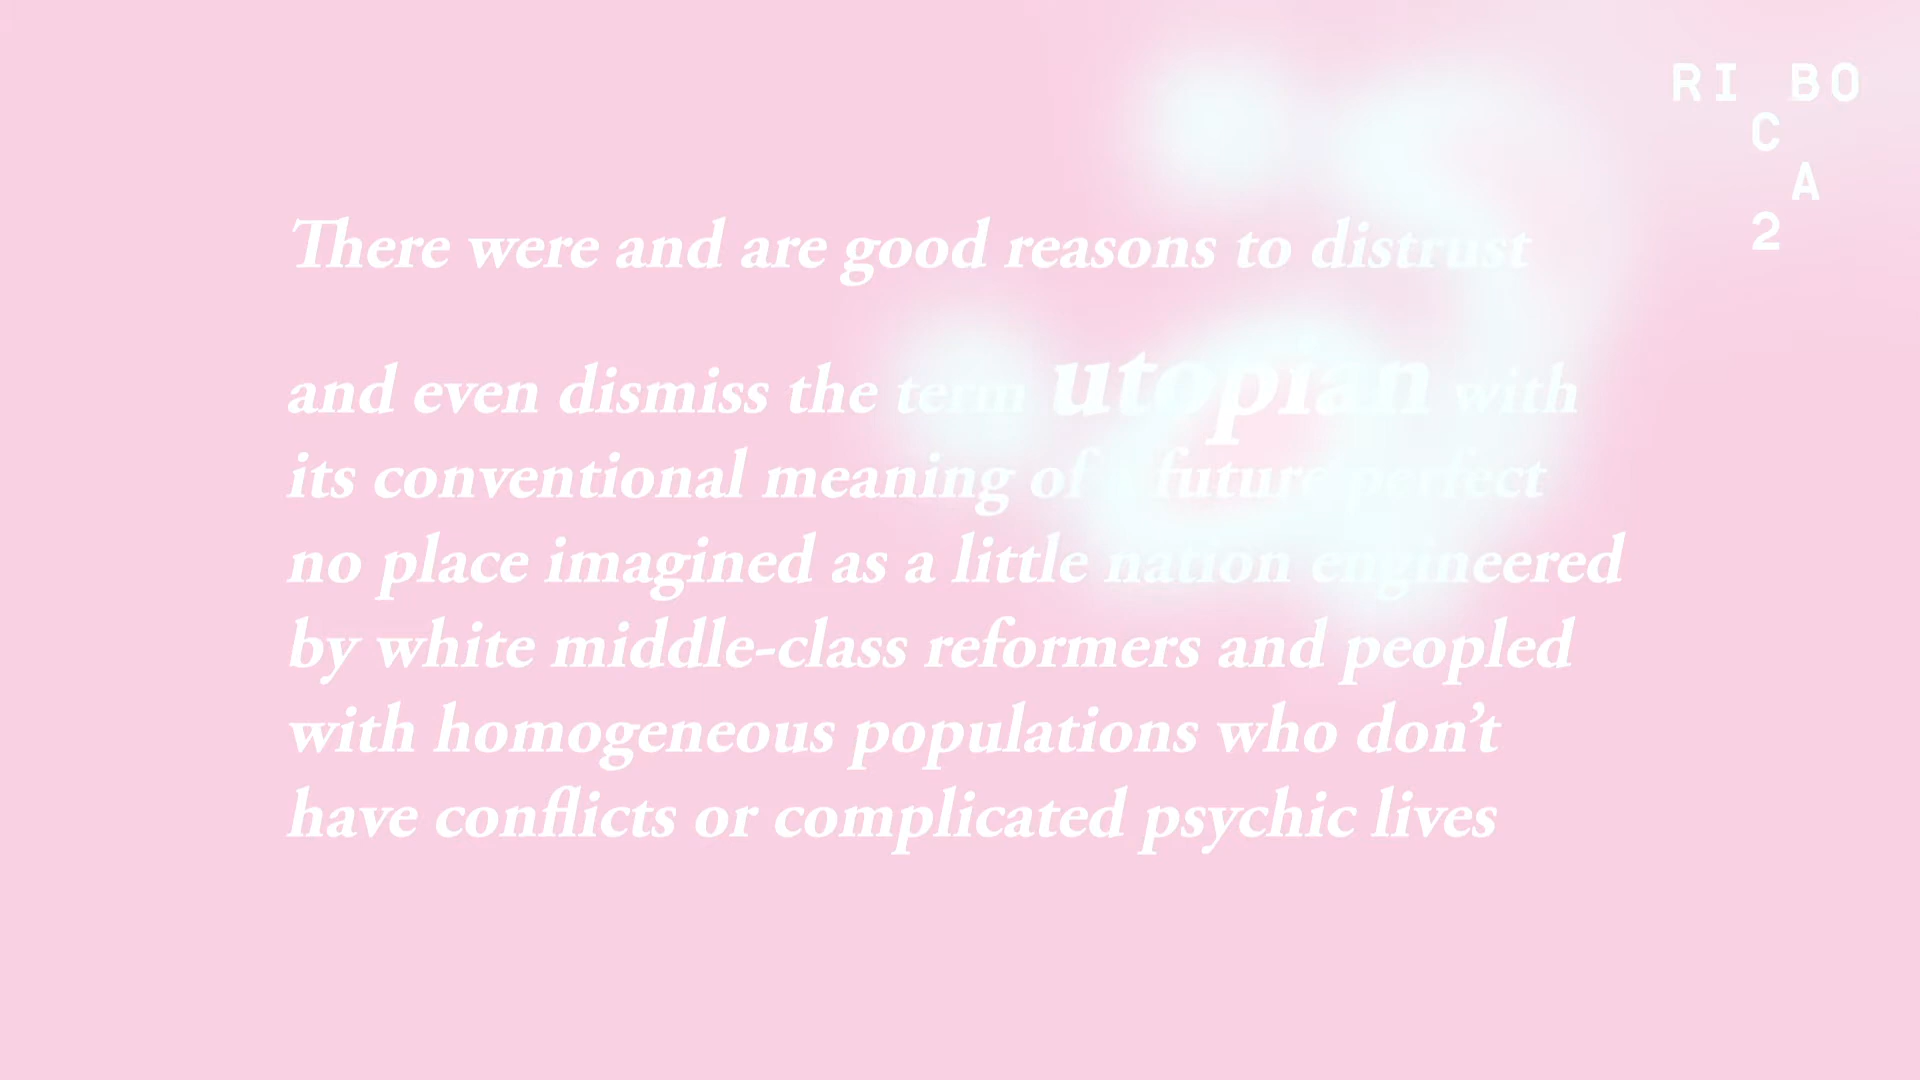 RI BO
C
A
2
There were and are good reasons to distrust
and even dismiss the term utopian with
its conventional meaning of a future perfect
no place imagined as a little nation engineered
by white middle-class reformers and peopled
with homogeneous populations who don’t
have conflicts or complicated psychic lives